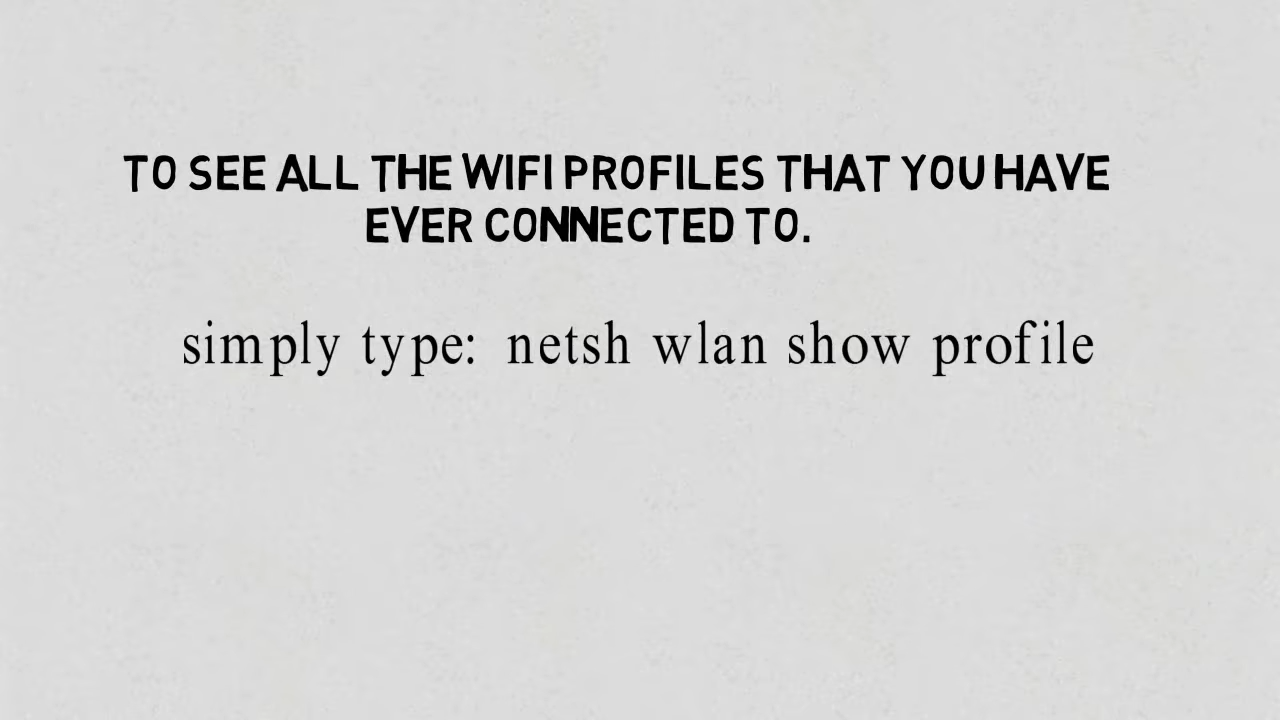 TO SEE ALL THE WIFI PROFILES THAT YOU HAVE
EVER CONNECTED TO.
simply type: netsh wlan show profile